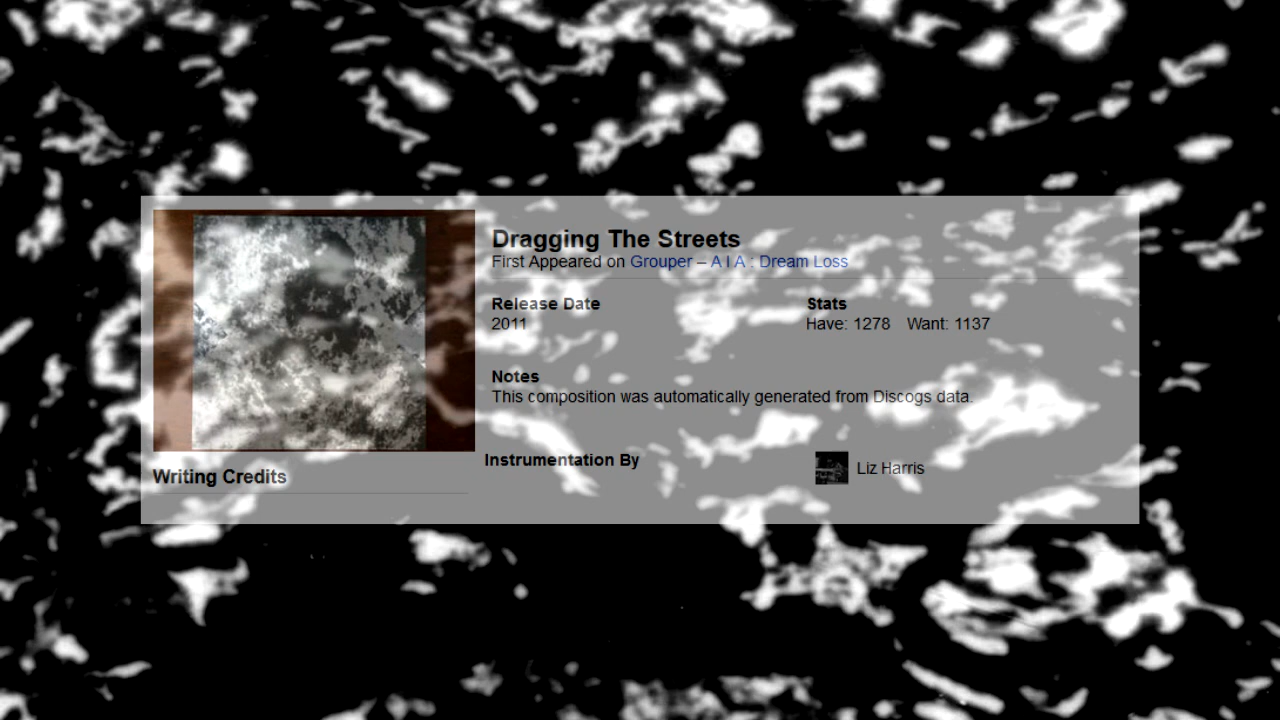 Dragging The Streets
First Appeared on Grouper – A I A : Dream Loss
Release Date
2011
Stats
Have: 1278 Want: 1137
Notes
This composition was automatically generated from Discogs data.
Writing Credits
Instrumentation By
Liz Harris